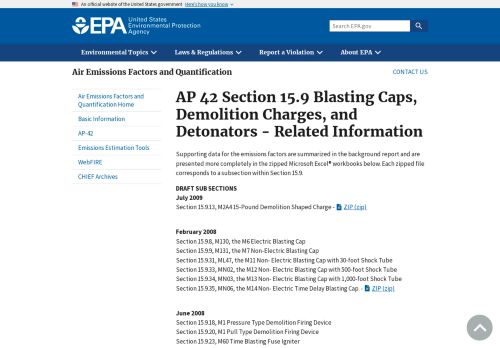 An official website of the United States government Here's how you know
EPA United States
Environmental Protection
Agency
Search EPA.gov
Environmental Topics
Laws & Regulations
Report a Violation
About EPA
Air Emissions Factors and Quantification
CONTACT US
Air Emissions Factors and
Quantification Home
Basic Information
AP-42
Emissions Estimation Tools
WebFIRE
CHIEF Archives
AP 42 Section 15.9 Blasting Caps,
Demolition Charges, and
Detonators - Related Information
Supporting data for the emissions factors are summarized in the background report and are
presented more completely in the zipped Microsoft Excel® workbooks below. Each zipped file
corresponds to a subsection within Section 15.9.
DRAFT SUB SECTIONS
July 2009
Section 15.9.13, M2A4 15-Pound Demolition Shaped Charge - ZIP (zip)
February 2008
Section 15.9.8, M130, the M6 Electric Blasting Cap
Section 15.9.9, M131, the M7 Non-Electric Blasting Cap
Section 15.9.31, ML47, the M11 Non- Electric Blasting Cap with 30-foot Shock Tube
Section 15.9.33, MN02, the M12 Non- Electric Blasting Cap with 500-foot Shock Tube
Section 15.9.34, MN03, the M13 Non- Electric Blasting Cap with 1,000-foot Shock Tube
Section 15.9.35, MN06, the M14 Non- Electric Time Delay Blasting Cap. - ZIP (zip)
June 2008
Section 15.9.18, M1 Pressure Type Demolition Firing Device
Section 15.9.20, M1 Pull Type Demolition Firing Device
Section 15.9.23, M60 Time Blasting Fuse Igniter